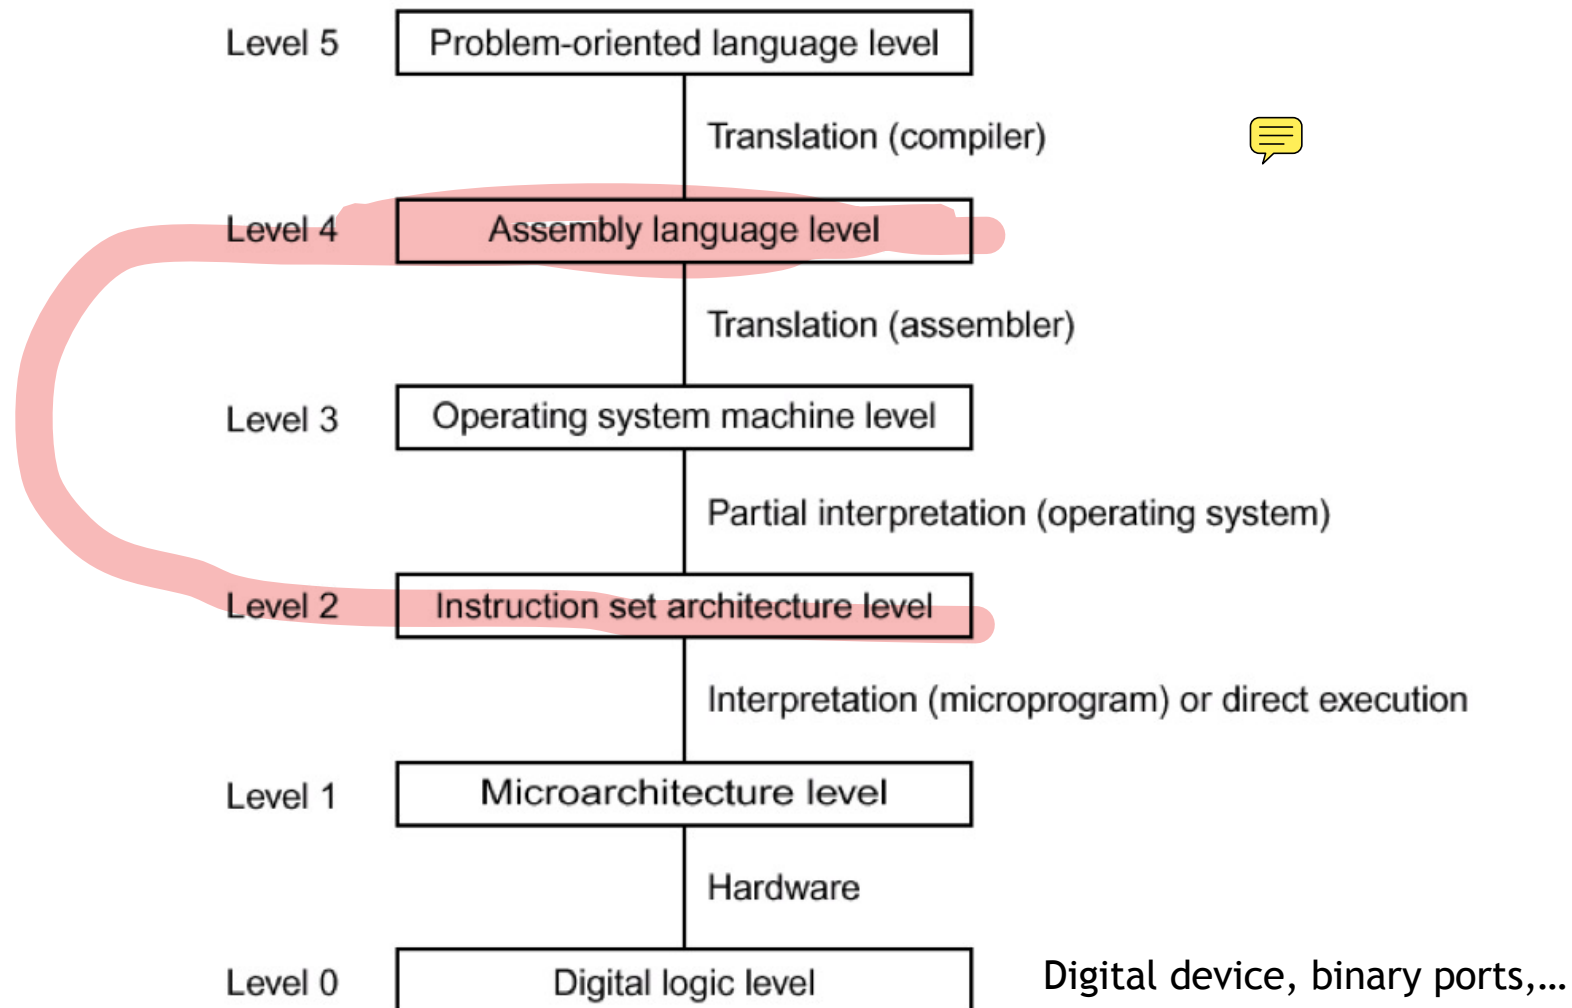 Level 5 Problem-oriented language level
Translation (compiler)
Level 4 Assembly language level
Translation (assembler)
Level 3 Operating system machine level
Partial interpretation (operating system)
Level 2 Instruction set architecture level
Interpretation (microprogram) or direct execution
Level 1 Microarchitecture level
Hardware
Level 0 Digital logic level Digital device, binary ports,...